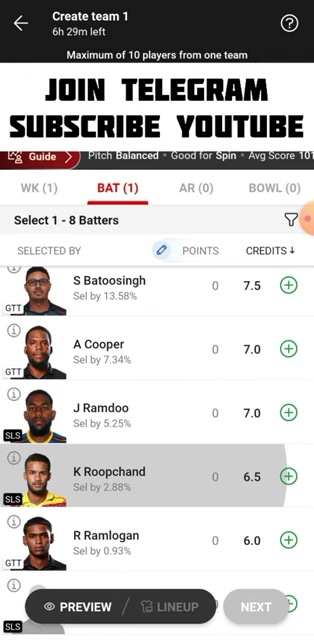 Create team 1
6h 29m left
Maximum of 10 players from one team
JOIN TELEGRAM
SUBSCRIBE YOUTUBE
Guide Pitch Balanced • Good for Spin • Avg Score 101
WK (1) BAT (1) AR (0) BOWL (0)
Select 1 - 8 Batters
SELECTED BY POINTS CREDITS ↓
S Batoosingh 0 7.5
Sel by 13.58%
GTT
A Cooper 0 7.0
Sel by 7.34%
GTT
J Ramdoo 0 7.0
Sel by 5.25%
SLS
K Roopchand 0 6.5
Sel by 2.88%
SLS
R Ramlogan 0 6.0
Sel by 0.93%
GTT
PREVIEW / LINEUP NEXT
SLS